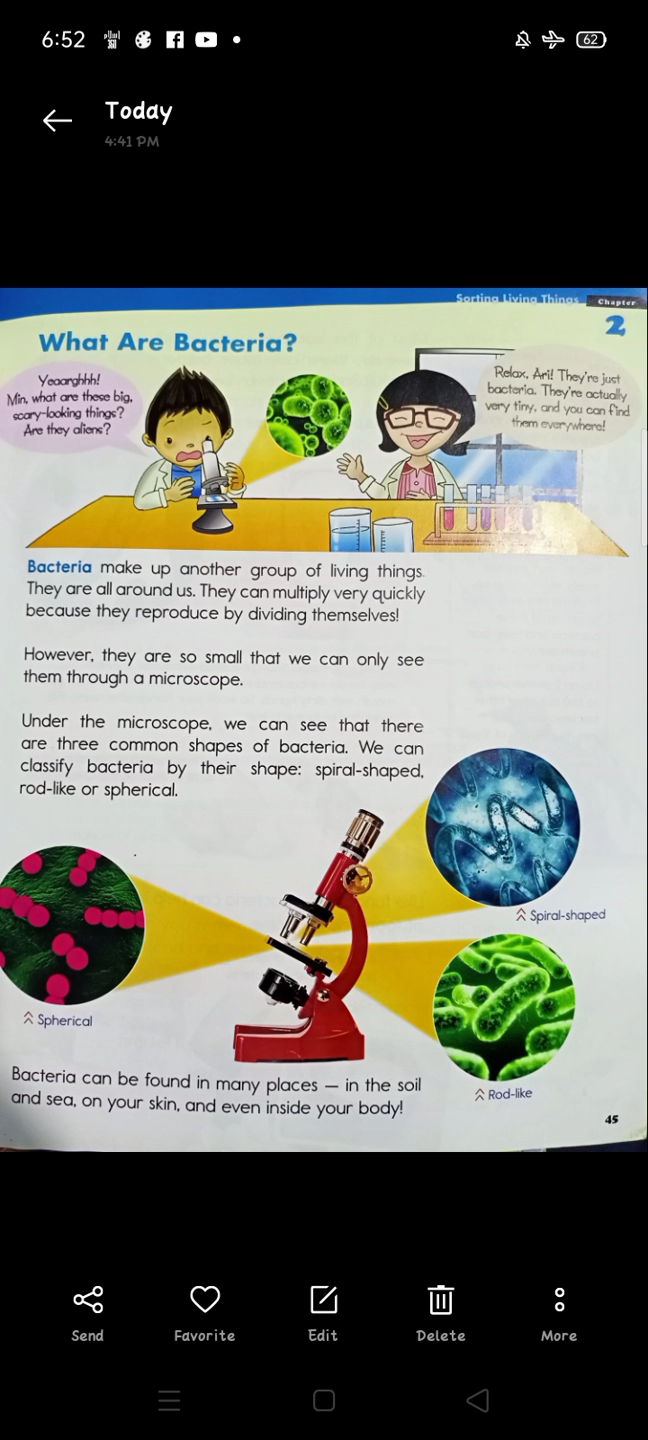 6:52
62
Today
4:41 PM
Sorting Living Things
Chapter
2
What Are Bacteria?
Yeaarghhh!
Min, what are these big,
scary-looking things?
Are they aliens?
Relax, Ari! They're just
bacteria. They're actually
very tiny, and you can find
them everywhere!
Bacteria make up another group of living things.
They are all around us. They can multiply very quickly
because they reproduce by dividing themselves!
However, they are so small that we can only see
them through a microscope.
Under the microscope, we can see that there
are three common shapes of bacteria. We can
classify bacteria by their shape: spiral-shaped,
rod-like or spherical.
Spiral-shaped
Spherical
Rod-like
Bacteria can be found in many places — in the soil
and sea, on your skin, and even inside your body!
45
Send
Favorite
Edit
Delete
More